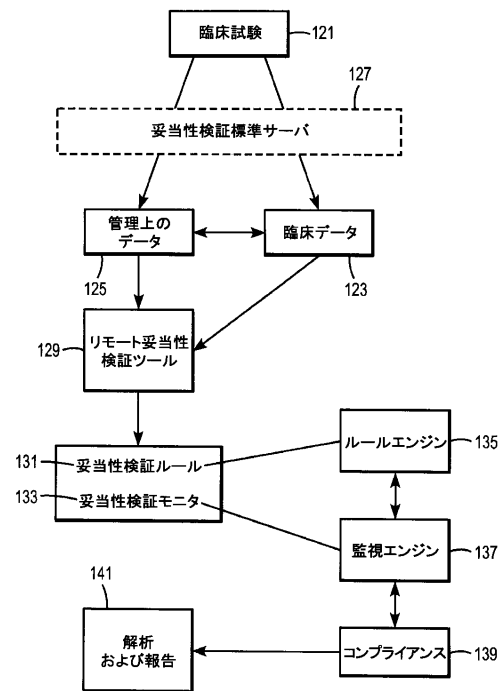 臨床試験
121
127
妥当性検証標準サーバ
管理上の
データ
125
臨床データ
123
129
リモート妥当性
検証ツール
131
妥当性検証ルール
133
妥当性検証モニタ
ルールエンジン
135
監視エンジン
137
141
解析
および報告
コンプライアンス
139